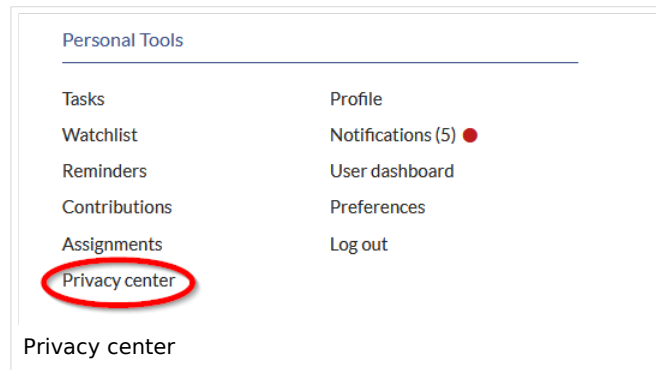 Personal Tools
Tasks
Watchlist
Reminders
Contributions
Assignments
Privacy center
Profile
Notifications (5)
User dashboard
Preferences
Log out
Privacy center